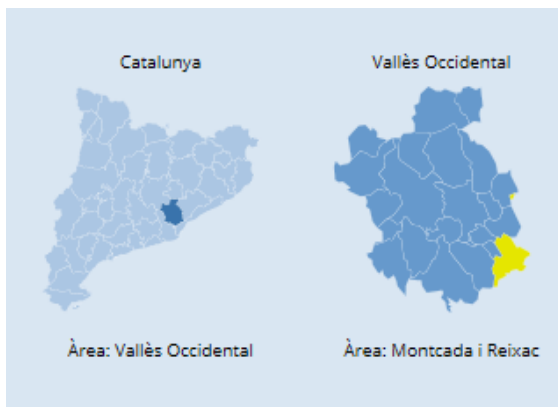 Catalunya
Vallès Occidental
Àrea: Vallès Occidental
Àrea: Montcada i Reixac